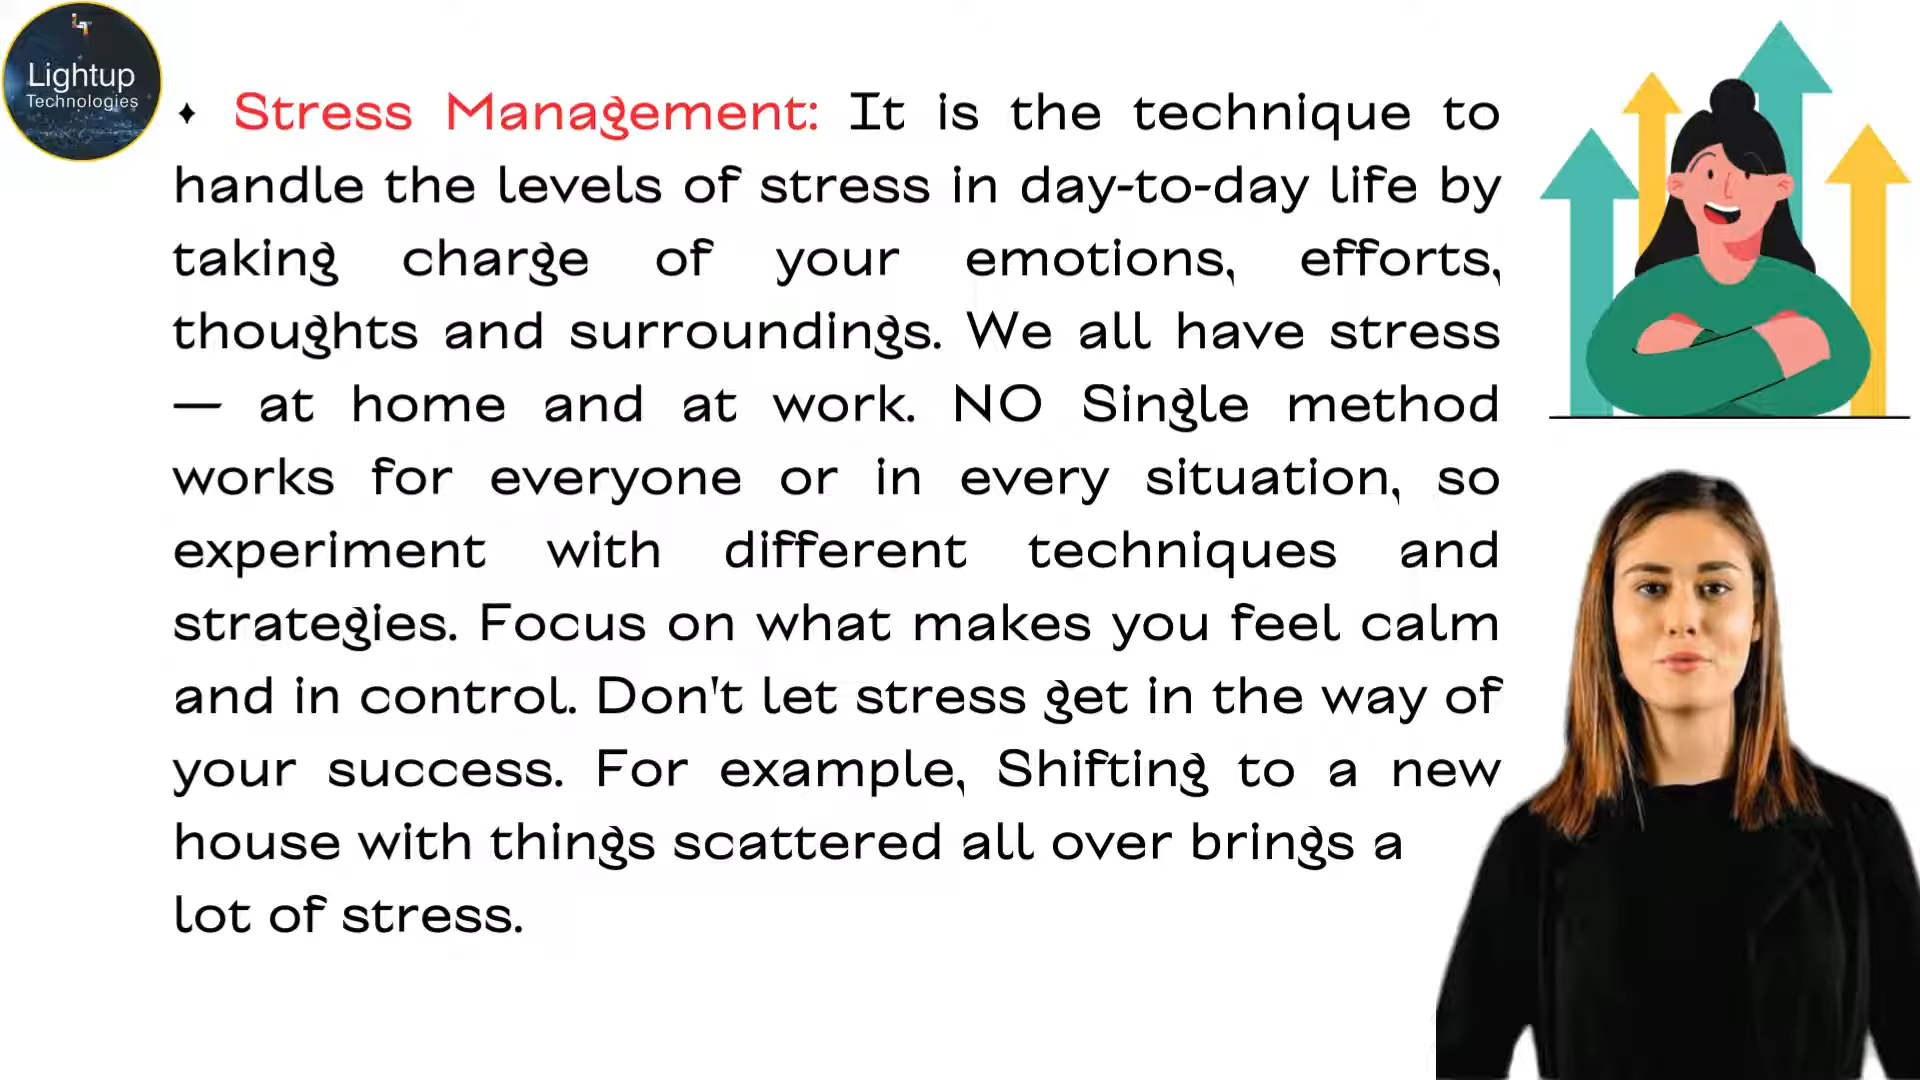 Lightup
Technologies
✦ Stress Management: It is the technique to
handle the levels of stress in day-to-day life by
taking charge of your emotions, efforts,
thoughts and surroundings. We all have stress
— at home and at work. NO Single method
works for everyone or in every situation, so
experiment with different techniques and
strategies. Focus on what makes you feel calm
and in control. Don't let stress get in the way of
your success. For example, Shifting to a new
house with things scattered all over brings a
lot of stress.